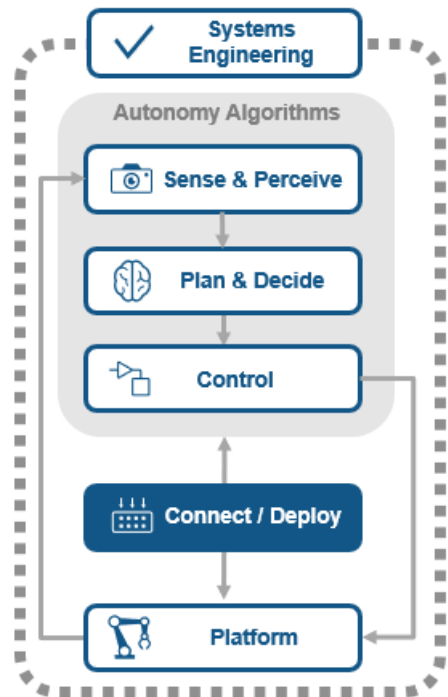 Systems
Engineering
Autonomy Algorithms
Sense & Perceive
Plan & Decide
Control
Connect / Deploy
Platform